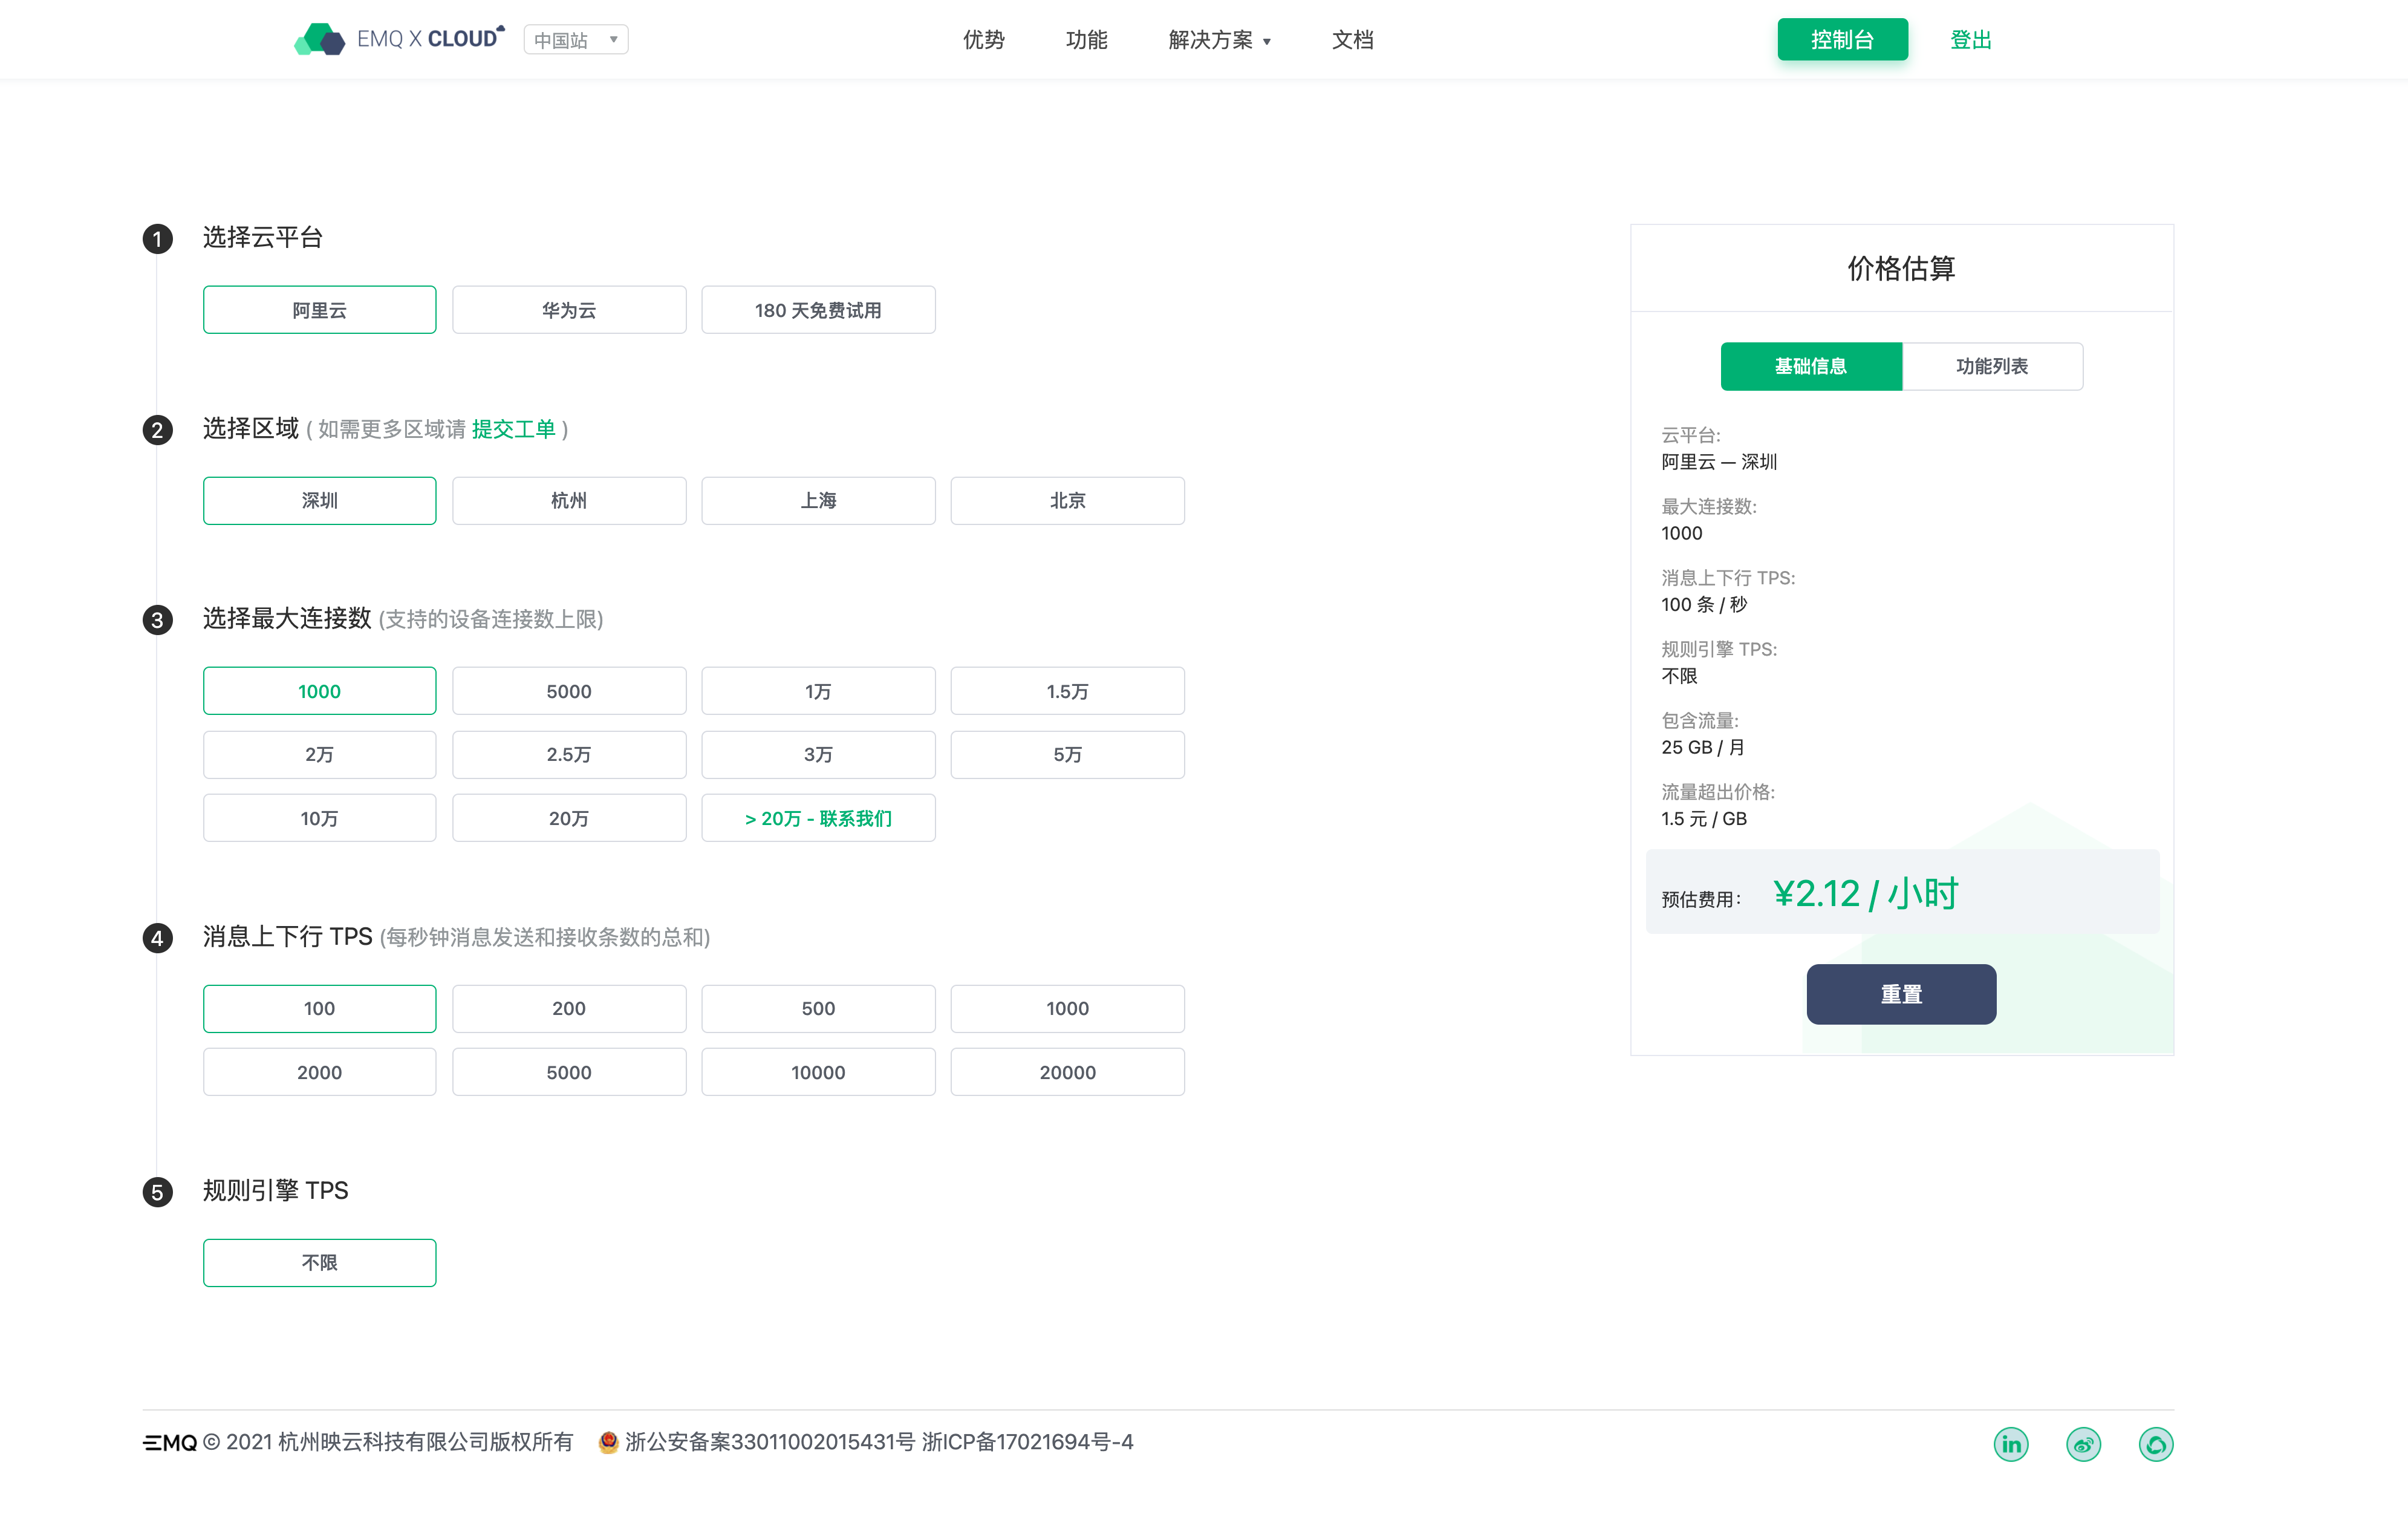 EMQ X CLOUD 中国站 优势 功能 解决方案 文档 控制台 登出
1 选择云平台
阿里云 华为云 180 天免费试用
2 选择区域 ( 如需更多区域请 提交工单 )
深圳 杭州 上海 北京
3 选择最大连接数 (支持的设备连接数上限)
1000 5000 1万 1.5万
2万 2.5万 3万 5万
10万 20万 > 20万 - 联系我们
4 消息上下行 TPS (每秒钟消息发送和接收条数的总和)
100 200 500 1000
2000 5000 10000 20000
5 规则引擎 TPS
不限
价格估算
基础信息 功能列表
云平台:
阿里云 — 深圳
最大连接数:
1000
消息上下行 TPS:
100 条 / 秒
规则引擎 TPS:
不限
包含流量:
25 GB / 月
流量超出价格:
1.5 元 / GB
预估费用： ¥2.12 / 小时
重置
EMQ © 2021 杭州映云科技有限公司版权所有 浙公安备案33011002015431号 浙ICP备17021694号-4
in